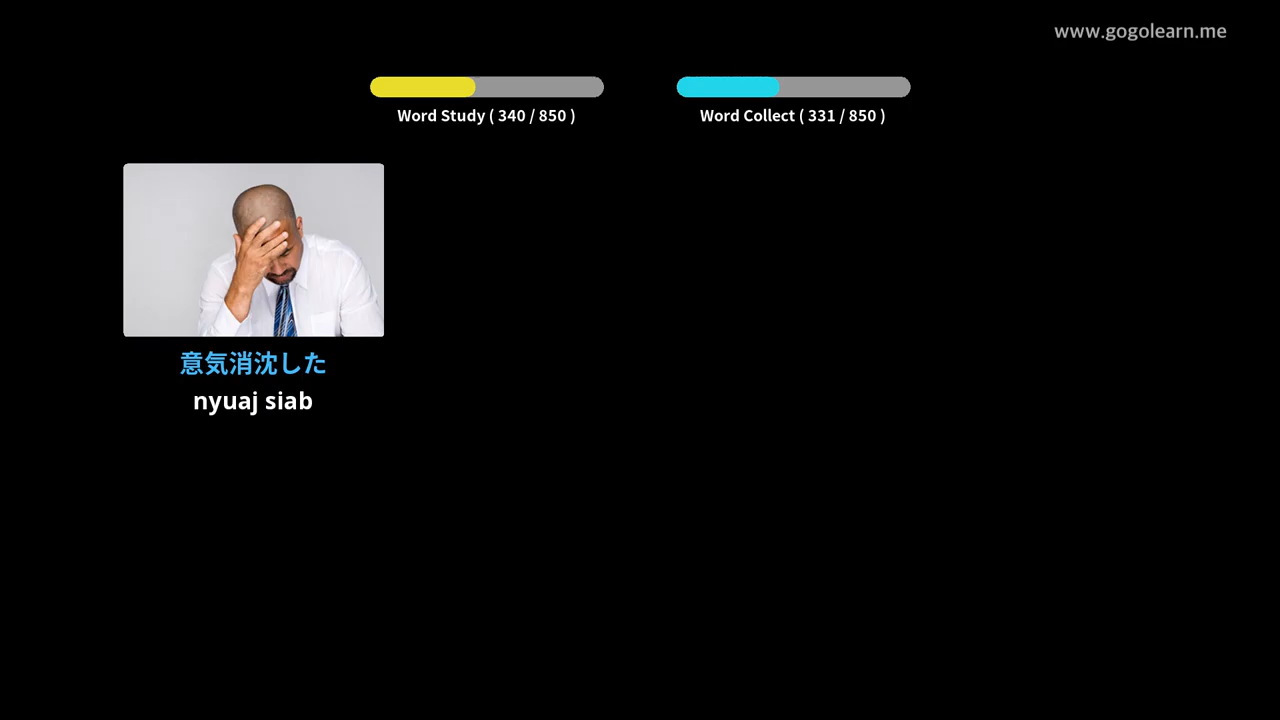 www.gogolearn.me
Word Study ( 340 / 850 )
Word Collect ( 331 / 850 )
意気消沈した
nyuaj siab